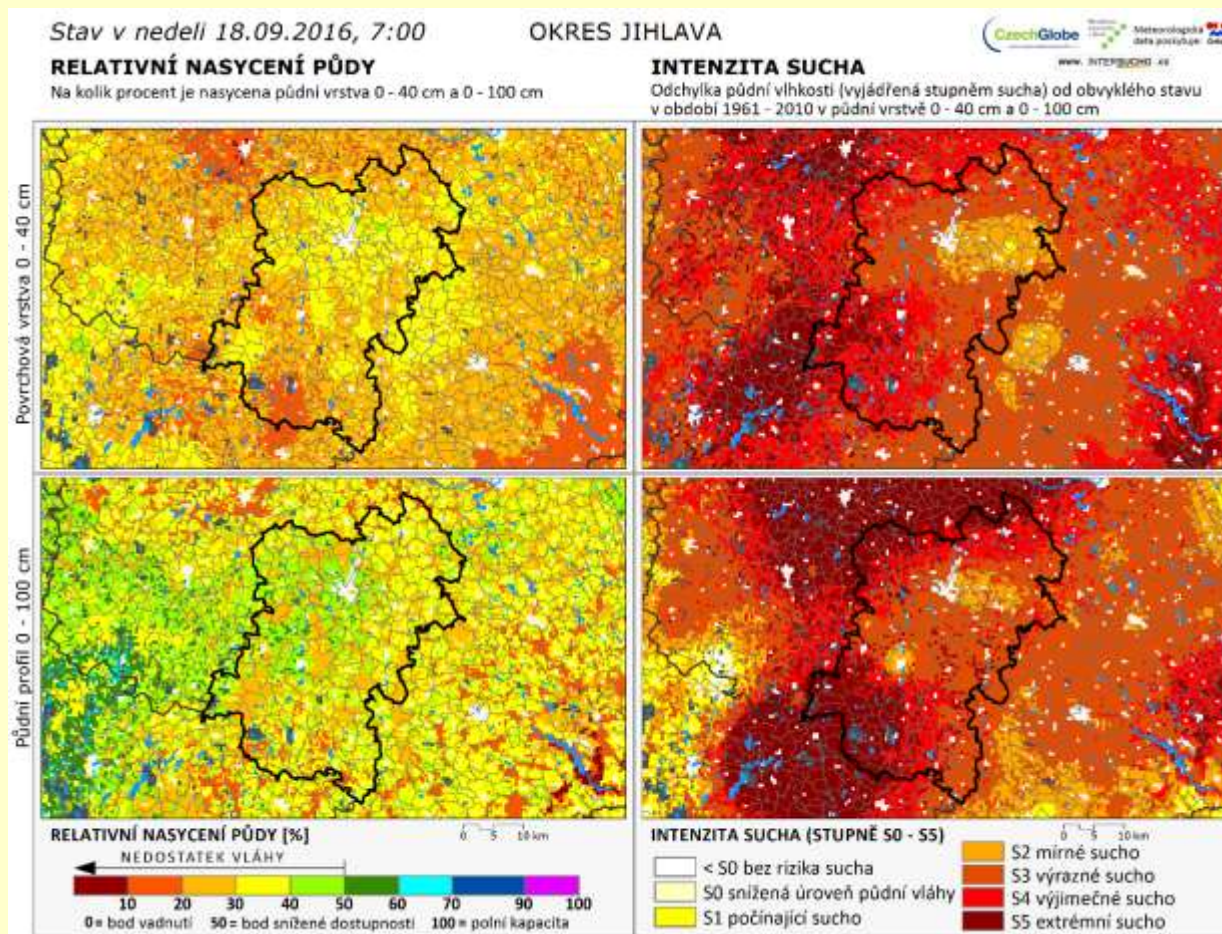 Stav v nedeli 18.09.2016, 7:00
OKRES JIHLAVA
CzechGlobe
Meteorologická
data poskytuje:
www. INTERSUCHO .cz
RELATIVNÍ NASYCENÍ PŮDY
Na kolik procent je nasycena půdní vrstva 0 - 40 cm a 0 - 100 cm
INTENZITA SUCHA
Odchylka půdní vlhkosti (vyjádřená stupněm sucha) od obvyklého stavu
v období 1961 - 2010 v půdní vrstvě 0 - 40 cm a 0 - 100 cm
Povrchová vrstva 0 - 40 cm
Půdní profil 0 - 100 cm
RELATIVNÍ NASYCENÍ PŮDY [%]
0 5 10 km
NEDOSTATEK VLÁHY
10 20 30 40 50 60 70 90 100
0= bod vadnutí 50= bod snížené dostupnosti 100= polní kapacita
INTENZITA SUCHA (STUPNĚ S0 - S5)
0 5 10 km
< S0 bez rizika sucha
S0 snížená úroveň půdní vláhy
S1 počínající sucho
S2 mírné sucho
S3 výrazné sucho
S4 výjimečné sucho
S5 extrémní sucho